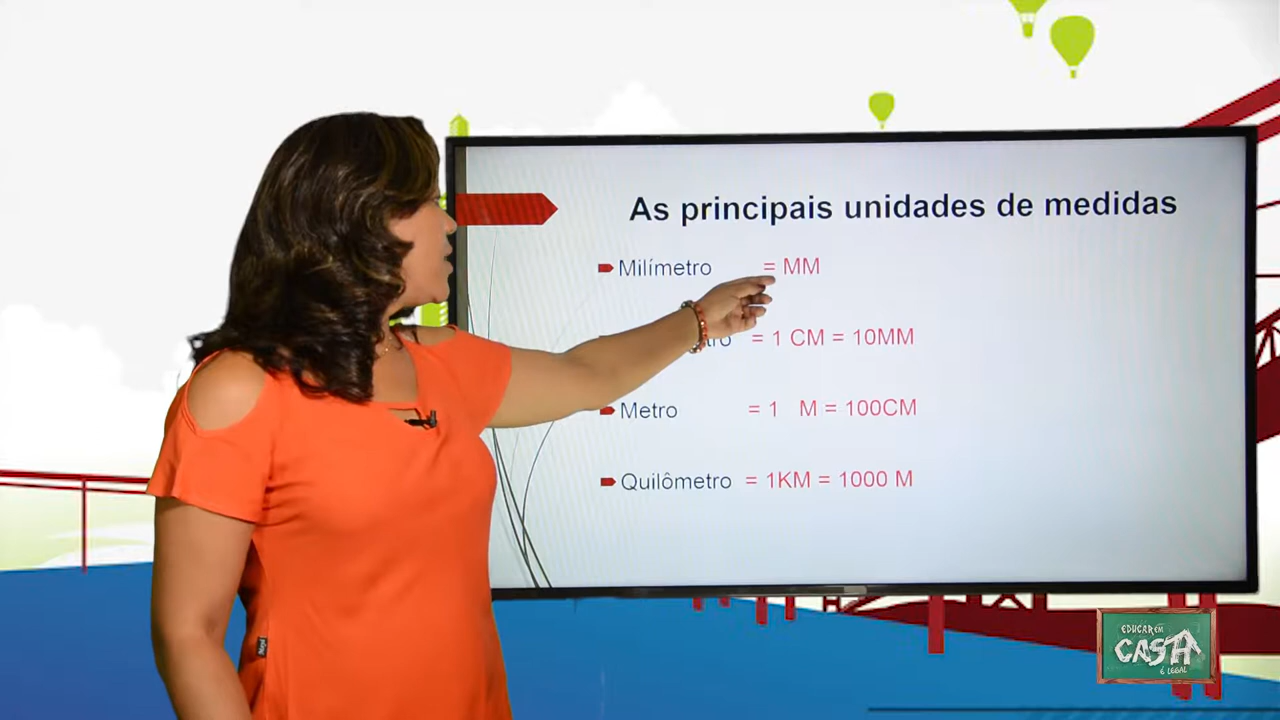 As principais unidades de medidas
Milímetro = MM
= 1 CM = 10MM
Metro = 1 M = 100CM
Quilômetro = 1KM = 1000 M
EDUCAR EM
CASA
É LEGAL